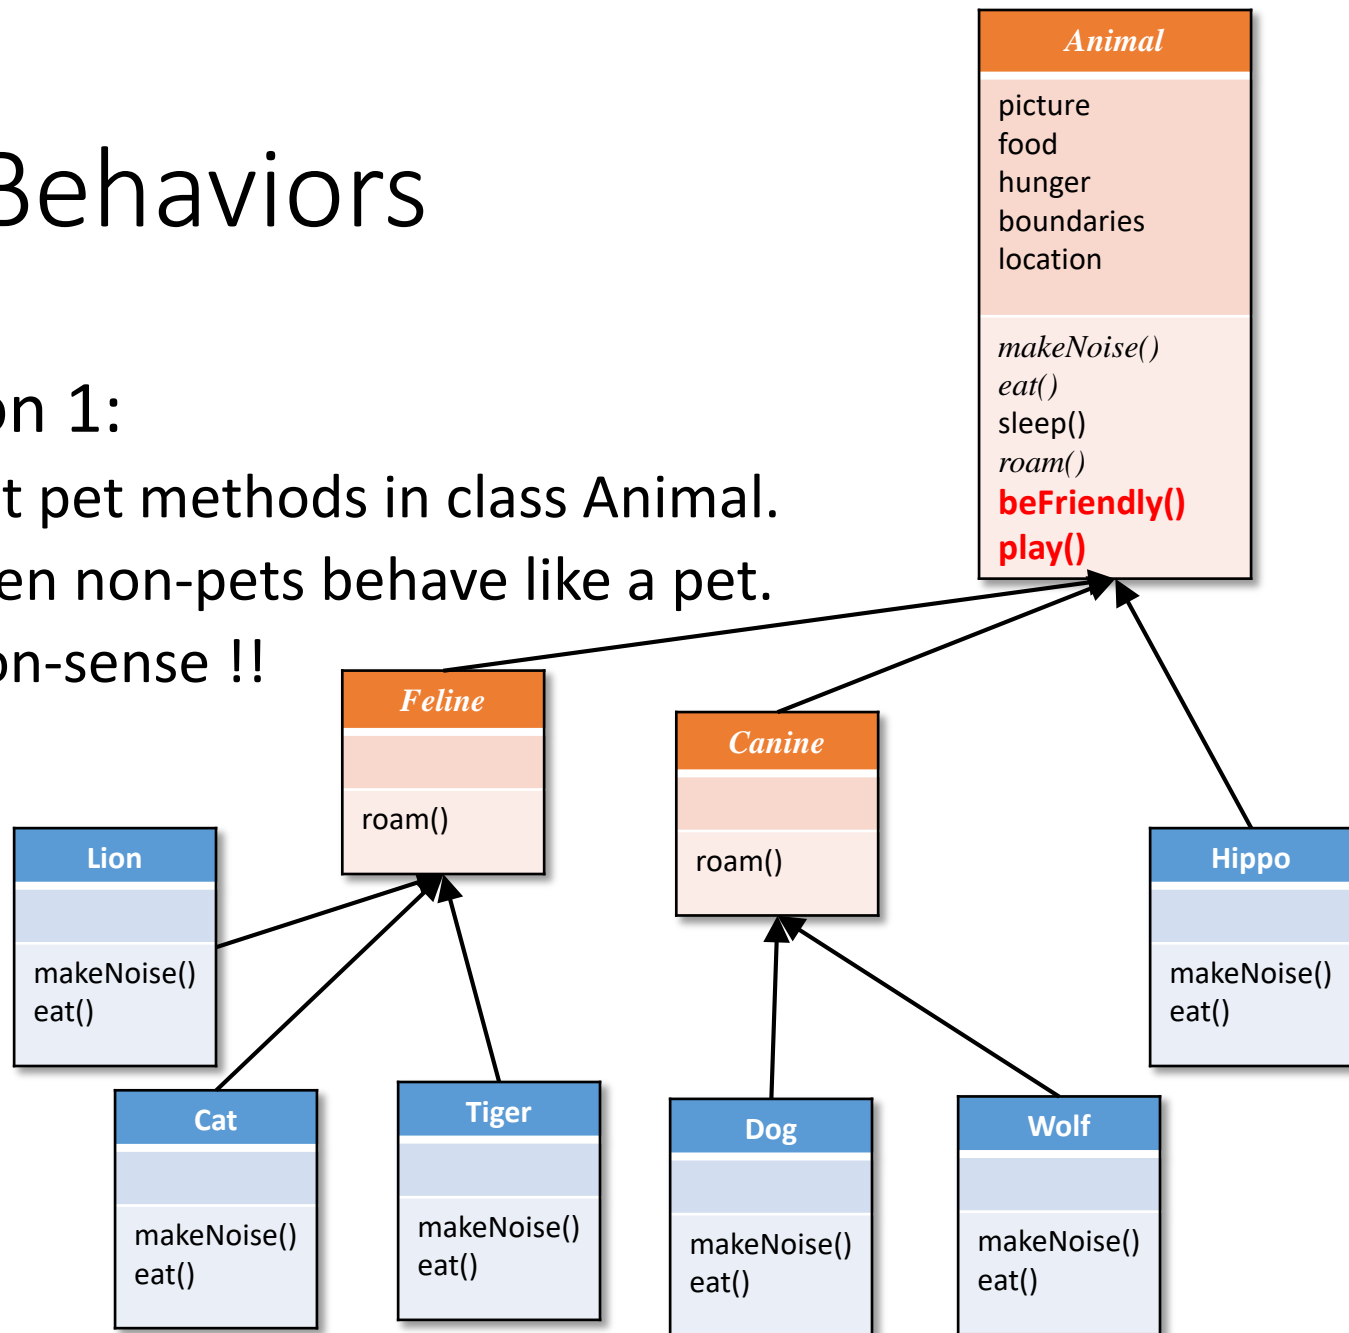 Behaviors
on 1:
t pet methods in class Animal.
en non-pets behave like a pet.
on-sense !!
Animal
picture
food
hunger
boundaries
location
makeNoise()
eat()
sleep()
roam()
beFriendly()
play()
Feline
roam()
Canine
roam()
Lion
makeNoise()
eat()
Hippo
makeNoise()
eat()
Cat
makeNoise()
eat()
Tiger
makeNoise()
eat()
Dog
makeNoise()
eat()
Wolf
makeNoise()
eat()